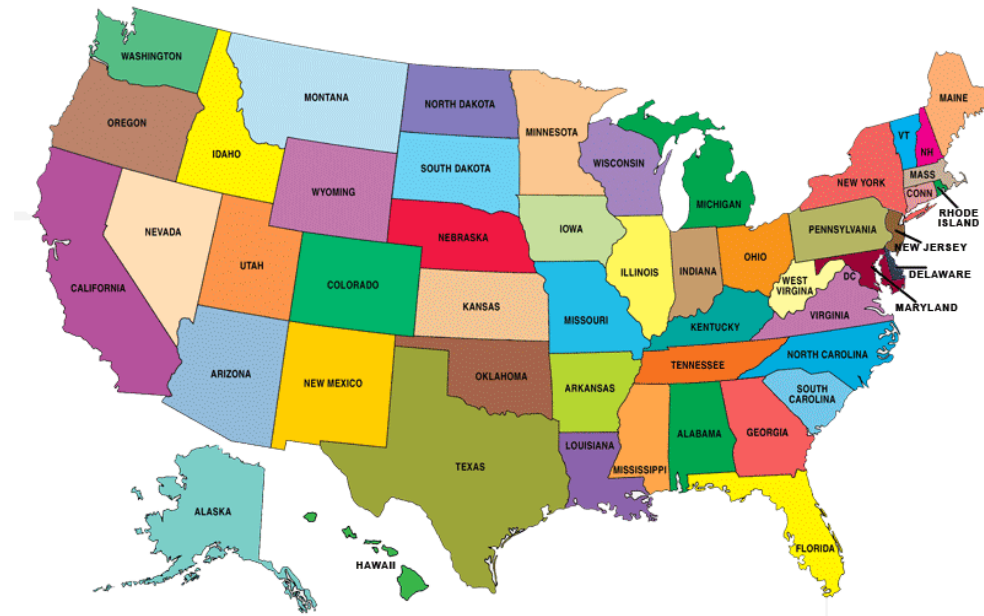 WASHINGTON
MONTANA
NORTH DAKOTA
MINNESOTA
MAINE
OREGON
IDAHO
SOUTH DAKOTA
WISCONSIN
VT
NH
WYOMING
MICHIGAN
NEW YORK
MASS
CONN
RHODE
ISLAND
NEVADA
NEBRASKA
IOWA
PENNSYLVANIA
NEW JERSEY
UTAH
COLORADO
ILLINOIS
INDIANA
OHIO
DELAWARE
CALIFORNIA
KANSAS
MISSOURI
WEST
VIRGINA
DC
MARYLAND
KENTUCKY
VIRGINIA
ARIZONA
NEW MEXICO
OKLAHOMA
ARKANSAS
TENNESSEE
NORTH CAROLINA
SOUTH
CAROLINA
TEXAS
LOUISIANA
MISSISSIPPI
ALABAMA
GEORGIA
ALASKA
HAWAII
FLORIDA